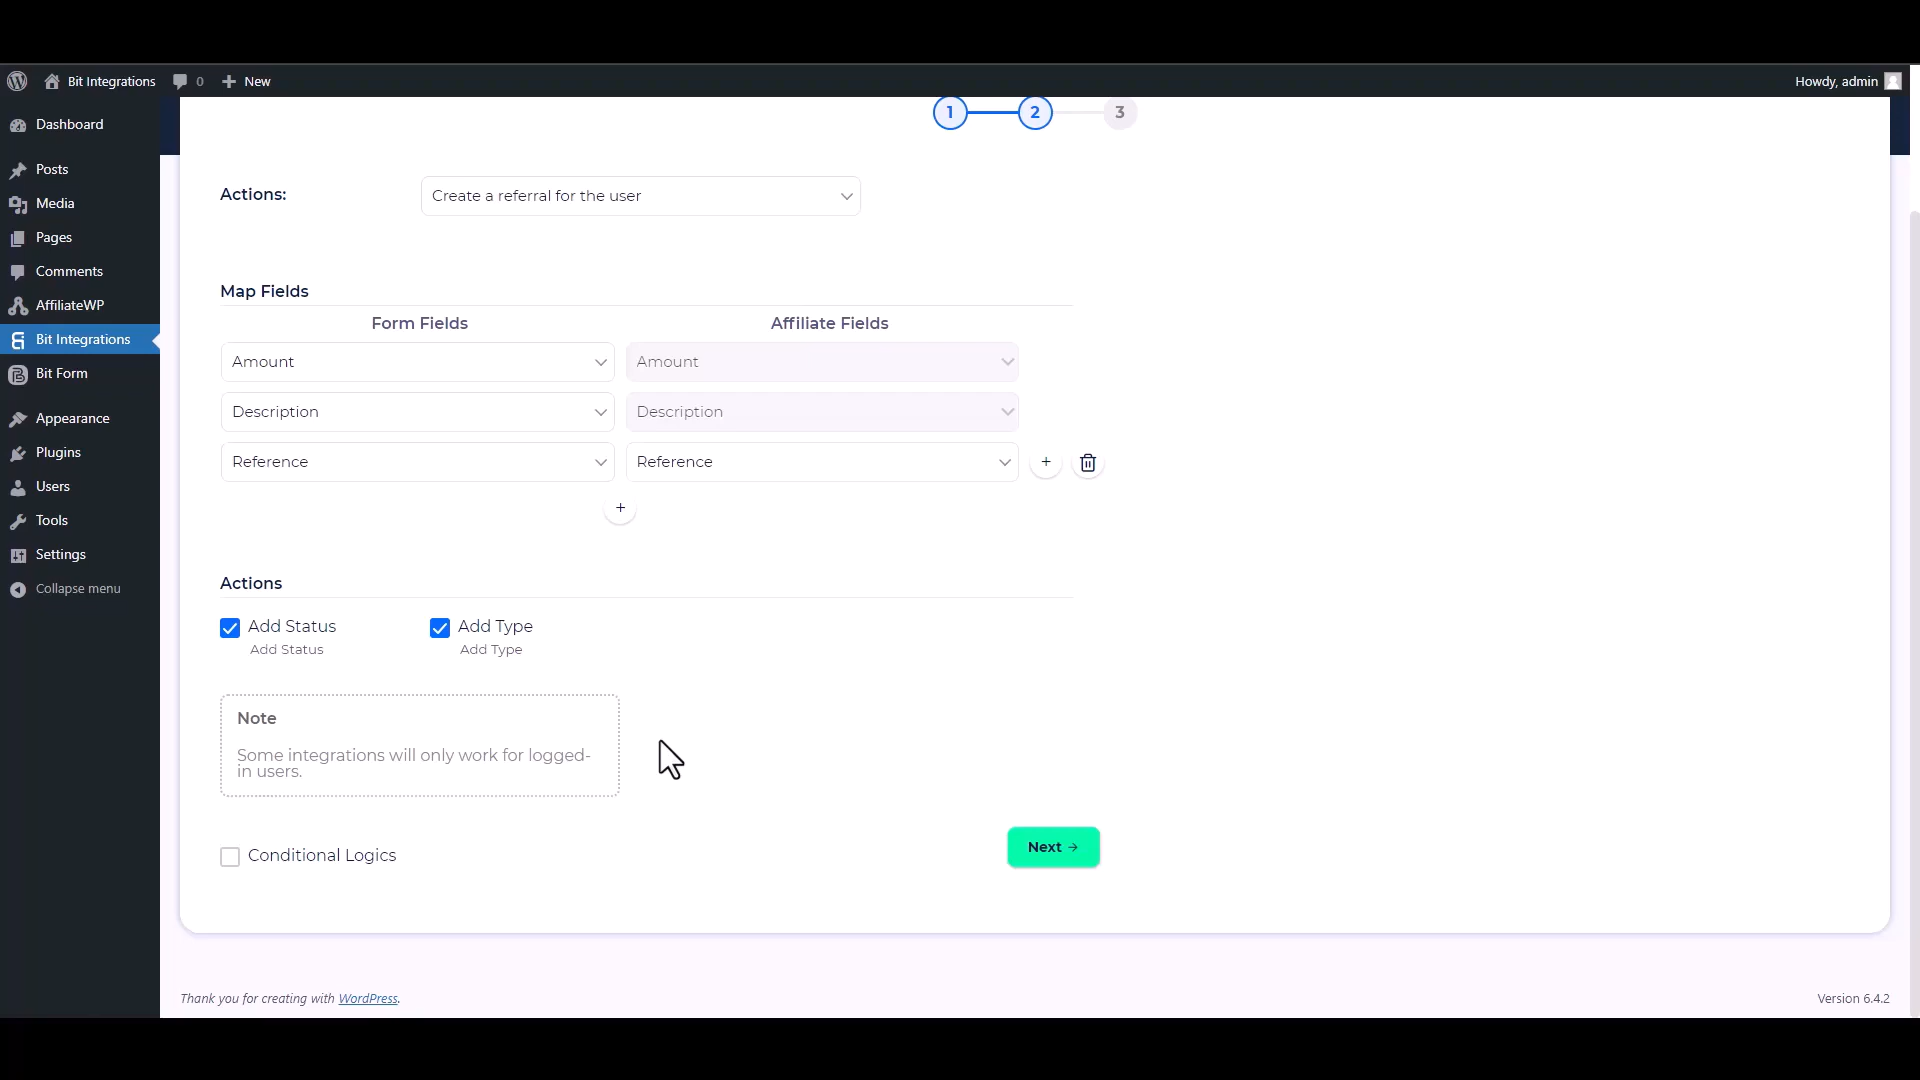 Bit Integrations 0 New Howdy, admin
Dashboard
Posts
Media
Pages
Comments
AffiliateWP
Bit Integrations
Bit Form
Appearance
Plugins
Users
Tools
Settings
Collapse menu
1 2 3
Actions: Create a referral for the user
Map Fields
Form Fields Affiliate Fields
Amount Amount
Description Description
Reference Reference +
+
Actions
Add Status Add Type
Add Status Add Type
Note
Some integrations will only work for logged-
in users.
Conditional Logics Next →
Thank you for creating with WordPress. Version 6.4.2